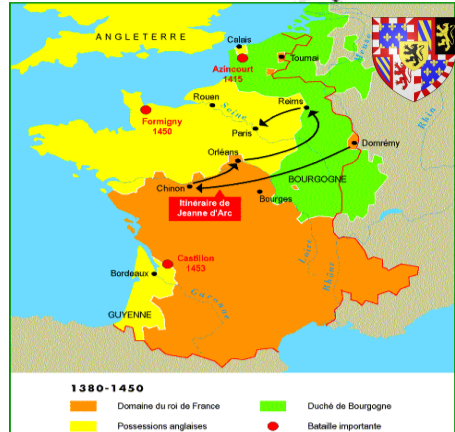 ANGLETERRE
Calais
Tournai
Meuse
Azincourt
1415
Rhin
Rouen
Seine
Reims
Formigny
1450
Paris
Orléans
Domrémy
BOURGOGNE
Chinon
Bourges
Itinéraire de
Jeanne d'Arc
Castillon
1453
Loire
Rhône
Bordeaux
Garonne
GUYENNE
1380-1450
Domaine du roi de France
Duché de Bourgogne
Possessions anglaises
Bataille importante